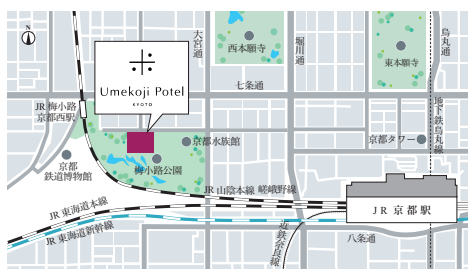 N
大宮通
西本願寺
堀川通
東本願寺
烏丸通
Umekoji Potel
KYOTO
七条通
JR 梅小路
京都西駅
京都水族館
京都タワー
地下鉄烏丸線
京都
鉄道博物館
梅小路公園
JR 山陰本線 嵯峨野線
JR 京都駅
JR 東海道本線
JR 東海道新幹線
近鉄奈良線
八条通